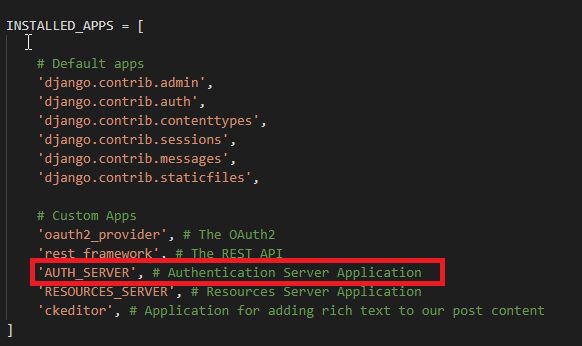 INSTALLED_APPS = [
# Default apps
'django.contrib.admin',
'django.contrib.auth',
'django.contrib.contenttypes',
'django.contrib.sessions',
'django.contrib.messages',
'django.contrib.staticfiles',
# Custom Apps
'oauth2_provider', # The OAuth2
'rest_framework', # The REST API
'AUTH_SERVER', # Authentication Server Application
'RESOURCES_SERVER', # Resources Server Application
'ckeditor', # Application for adding rich text to our post content
]